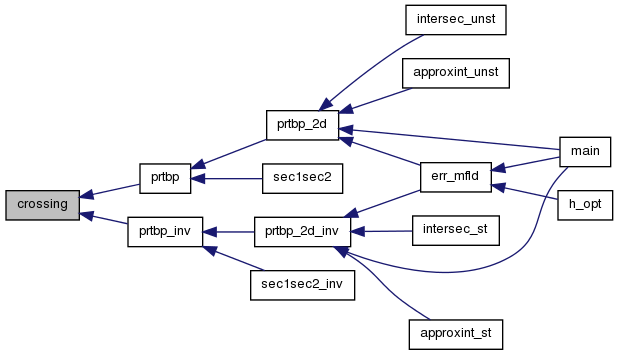 intersec_unst
approxint_unst
prtbp_2d
main
prtbp
sec1sec2
err_mfld
crossing
h_opt
prtbp_inv
prtbp_2d_inv
intersec_st
sec1sec2_inv
approxint_st